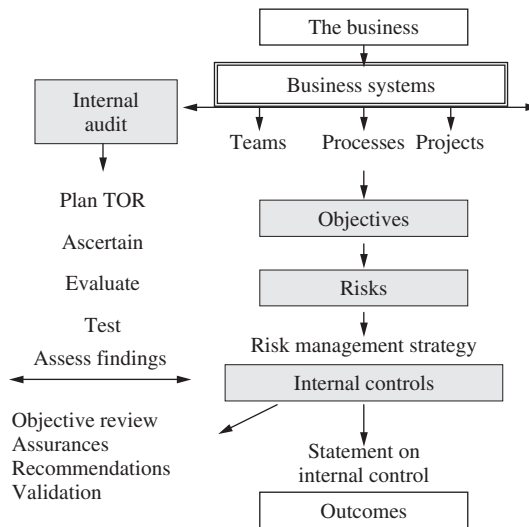 The business
Business systems
Internal
audit
Teams
Processes
Projects
Plan TOR
Ascertain
Evaluate
Test
Assess findings
Objectives
Risks
Risk management strategy
Internal controls
Objective review
Assurances
Recommendations
Validation
Statement on
internal control
Outcomes